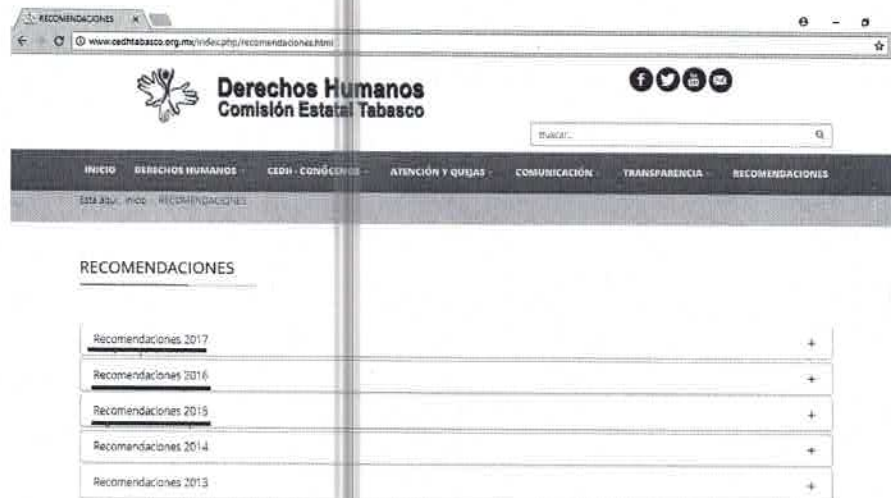 RECOMENDACIONES
www.cedhtabasco.org.mx/index.php/recomendaciones.html
Derechos Humanos
Comisión Estatal Tabasco
Buscar...
INICIO DERECHOS HUMANOS CEDH - CONÓCENOS ATENCIÓN Y QUEJAS COMUNICACIÓN TRANSPARENCIA RECOMENDACIONES
Está aquí: Inicio RECOMENDACIONES
RECOMENDACIONES
Recomendaciones 2017 +
Recomendaciones 2016 +
Recomendaciones 2015 +
Recomendaciones 2014 +
Recomendaciones 2013 +